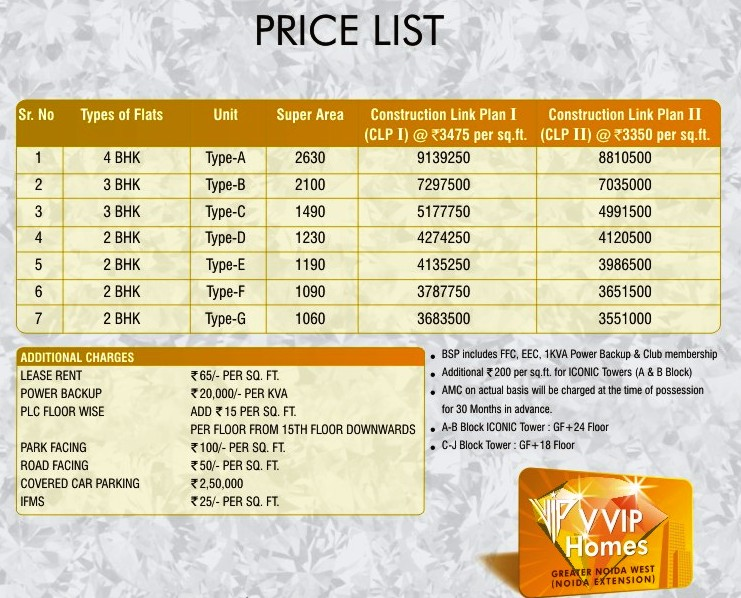 PRICE LIST
Sr. No Types of Flats Unit Super Area Construction Link Plan I Construction Link Plan II
(CLP I) @ ₹3475 per sq.ft. (CLP II) @ ₹3350 per sq.ft.
1 4 BHK Type-A 2630 9139250 8810500
2 3 BHK Type-B 2100 7297500 7035000
3 3 BHK Type-C 1490 5177750 4991500
4 2 BHK Type-D 1230 4274250 4120500
5 2 BHK Type-E 1190 4135250 3986500
6 2 BHK Type-F 1090 3787750 3651500
7 2 BHK Type-G 1060 3683500 3551000
ADDITIONAL CHARGES
LEASE RENT ₹65/- PER SQ. FT.
POWER BACKUP ₹20,000/- PER KVA
PLC FLOOR WISE ADD ₹15 PER SQ. FT.
PER FLOOR FROM 15TH FLOOR DOWNWARDS
PARK FACING ₹100/- SQ. FT.
ROAD FACING ₹50/- SQ. FT.
COVERED CAR PARKING ₹2,50,000
IFMS ₹25/- PER SQ. FT.
• BSP includes FFC, EEC, 1KVA Power Backup & Club membership
• Additional ₹200 per sq.ft. for ICONIC Towers (A & B Block)
• AMC on actual basis will be charged at the time of possession
for 30 Months in advance.
• A-B Block ICONIC Tower : GF+24 Floor
• C-J Block Tower : GF+18 Floor
VVIP
VVIP
Homes
GREATER NOIDA WEST
(NOIDA EXTENSION)